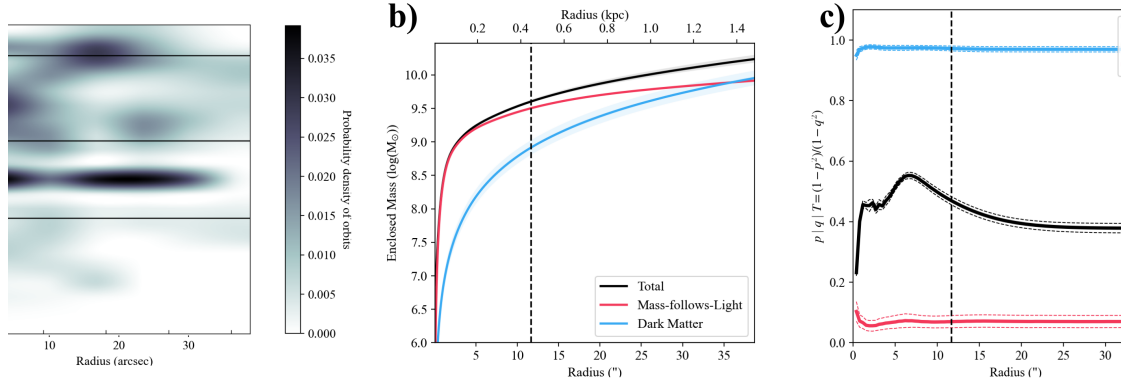 10
20
30
Radius (arcsec)
0.035
0.030
0.025
0.020
0.015
0.010
0.005
0.000
Probability density of orbits
b)
Radius (kpc)
0.2 0.4 0.6 0.8 1.0 1.2 1.4
10.0
9.5
9.0
8.5
8.0
7.5
7.0
6.5
6.0
Enclosed Mass (log(M☉))
Total
Mass-follows-Light
Dark Matter
5 10 15 20 25 30 35
Radius (")
c)
1.0
0.8
0.6
0.4
0.2
0.0
p | q | T = (1 − p²)/(1 − q²)
0 5 10 15 20 25 30
Radius (")